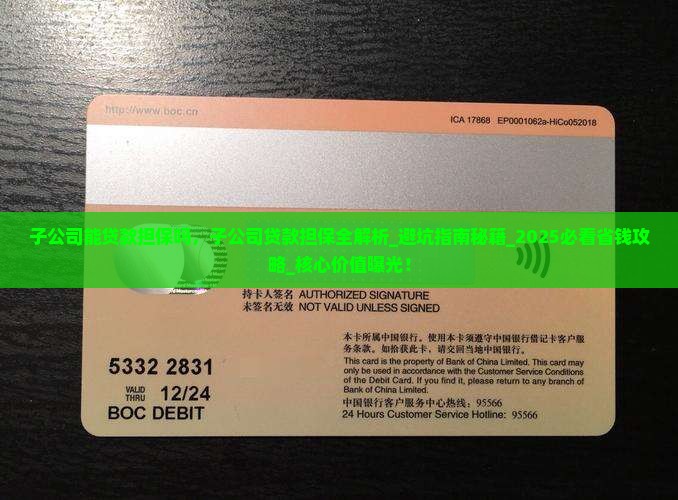 http://www.boc.cn
ICA 17868 EP0001062a-HiCo052018
子公司能贷款担保吗,子公司贷款担保全解析_避坑指南秘籍_2025必看省钱攻
略_核心价值曝光!
持卡人签名 AUTHORIZED SIGNATURE
未签名无效 NOT VALID UNLESS SIGNED
本卡所属中国银行。使用本卡须遵守中国银行借记卡客户服
务条款。如拾获此卡,请交回当地中国银行。
This card is the property of Bank of China Limited. This card may
only be used in accordance with the Customer Service Conditions
of the Debit Card. If you find it, please return to any branch of
Bank of China Limited.
中国银行客户服务中心热线:95566
24 Hours Customer Service Hotline: 95566
5332 2831
VALID
THRU 12/24
BOC DEBIT